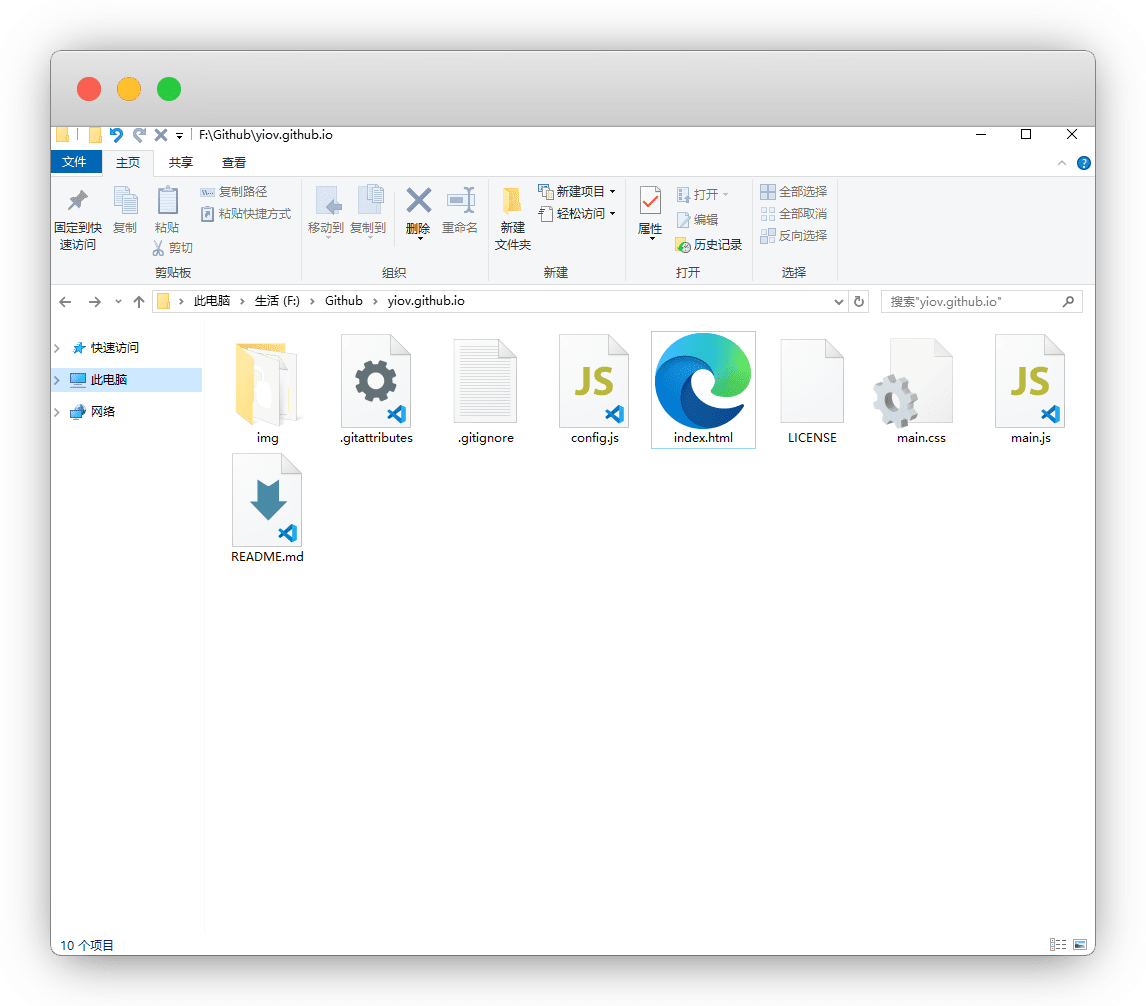 F:\Github\yiov.github.io
文件 主页 共享 查看
固定到快速访问
复制
粘贴
复制路径
粘贴快捷方式
剪切
剪贴板
移动到
复制到
删除
重命名
组织
新建文件夹
新建项目
轻松访问
新建
属性
打开
编辑
历史记录
打开
全部选择
全部取消
反向选择
选择
此电脑 生活 (F:) Github yiov.github.io
搜索"yiov.github.io"
快速访问
此电脑
网络
img
.gitattributes
.gitignore
JS
config.js
index.html
LICENSE
main.css
JS
main.js
README.md
10 个项目